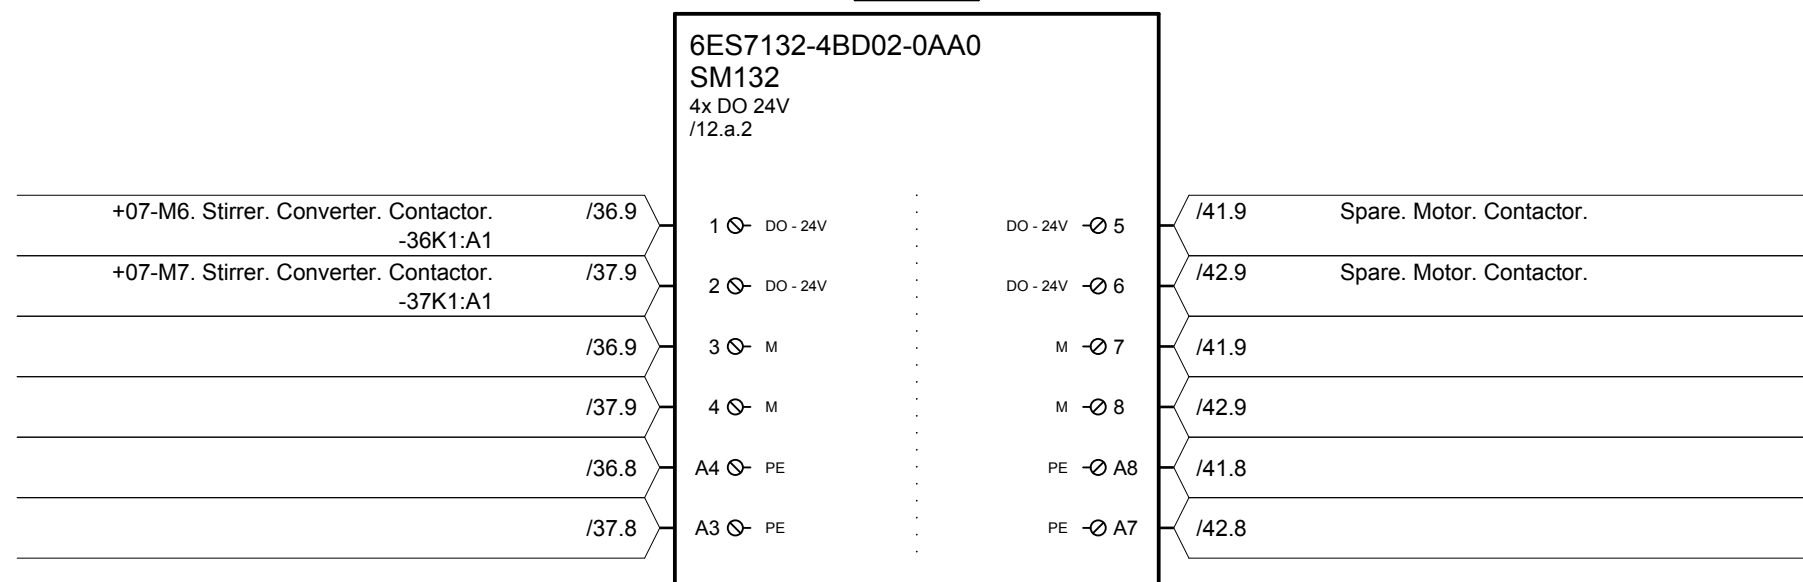 6ES7132-4BD02-0AA0
SM132
4x DO 24V
/12.a.2
+07-M6. Stirrer. Converter. Contactor. /36.9 1 DO - 24V DO - 24V 5 /41.9 Spare. Motor. Contactor.
-36K1:A1
+07-M7. Stirrer. Converter. Contactor. /37.9 2 DO - 24V DO - 24V 6 /42.9 Spare. Motor. Contactor.
-37K1:A1
/36.9 3 M M 7 /41.9
/37.9 4 M M 8 /42.9
/36.8 A4 PE PE A8 /41.8
/37.8 A3 PE PE A7 /42.8